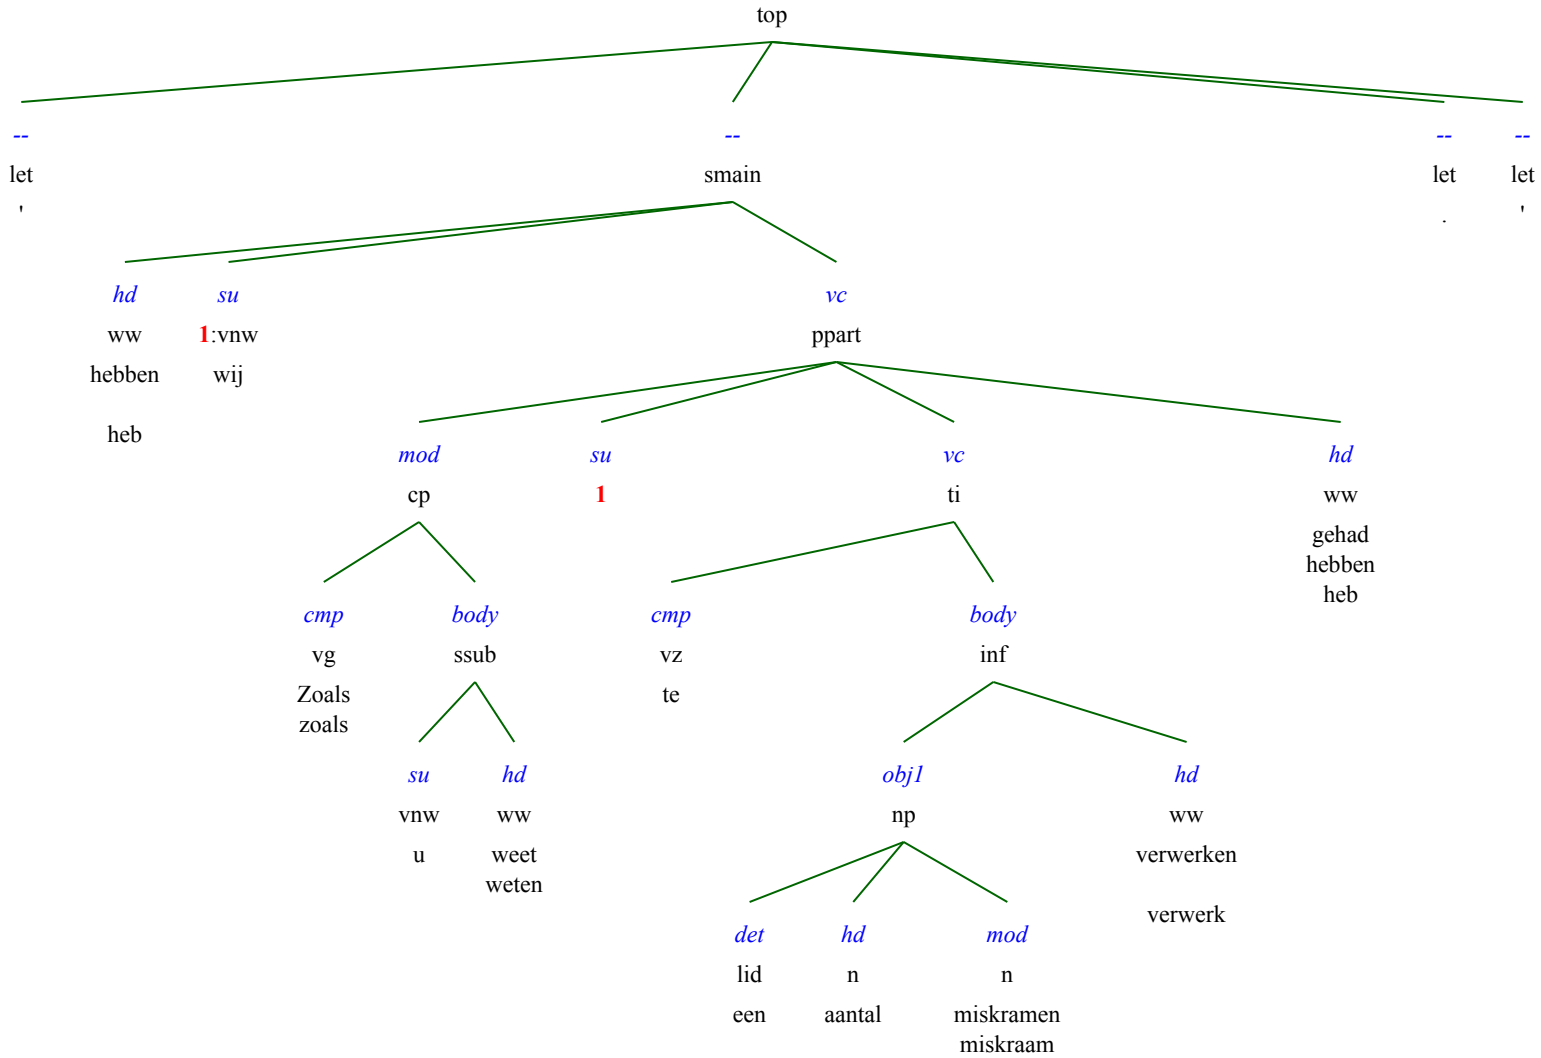 top
-- -- -- --
let smain let let
' . '
hd su vc
ww 1:vnw ppart
hebben wij
heb
mod su vc hd
cp 1 ti ww
gehad
hebben
heb
cmp body cmp body
vg ssub vz inf
Zoals te
zoals
su hd obj1 hd
vnw ww np ww
u weet verwerken
weten
verwerk
det hd mod
lid n n
een aantal miskramen
miskraam